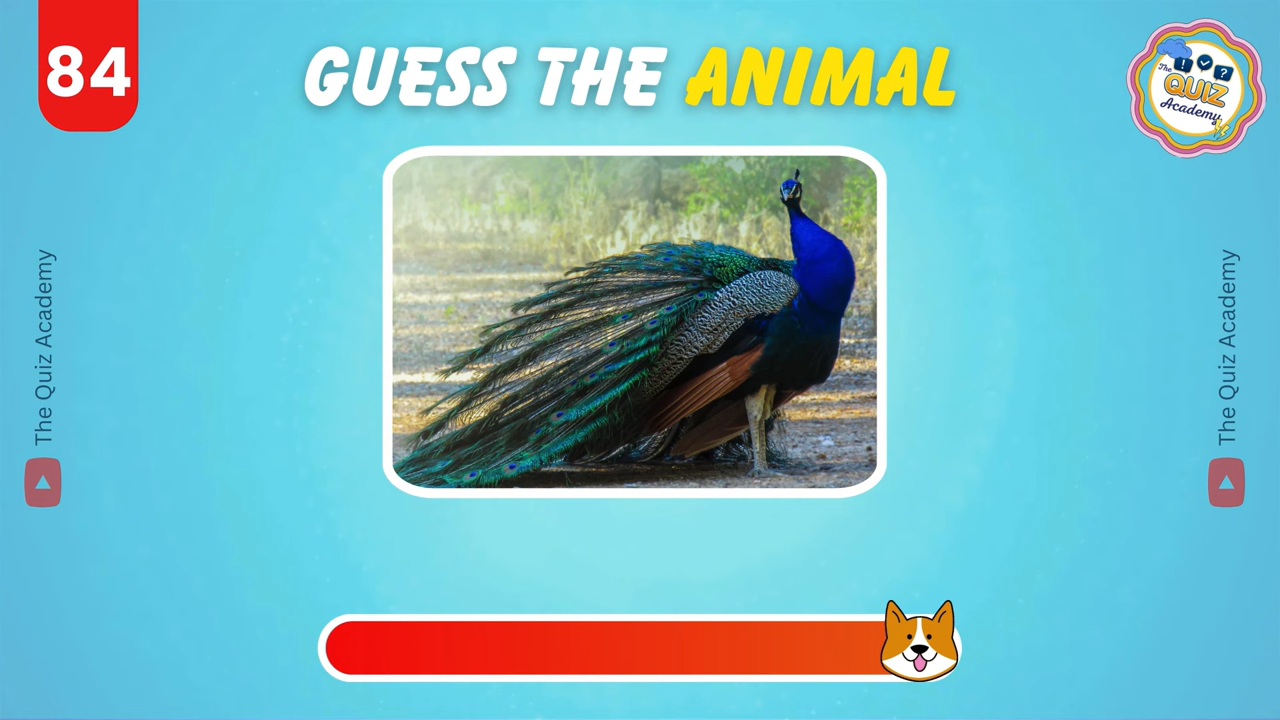 84
GUESS THE ANIMAL
The
! ?
QUIZ
Academy
The Quiz Academy
The Quiz Academy